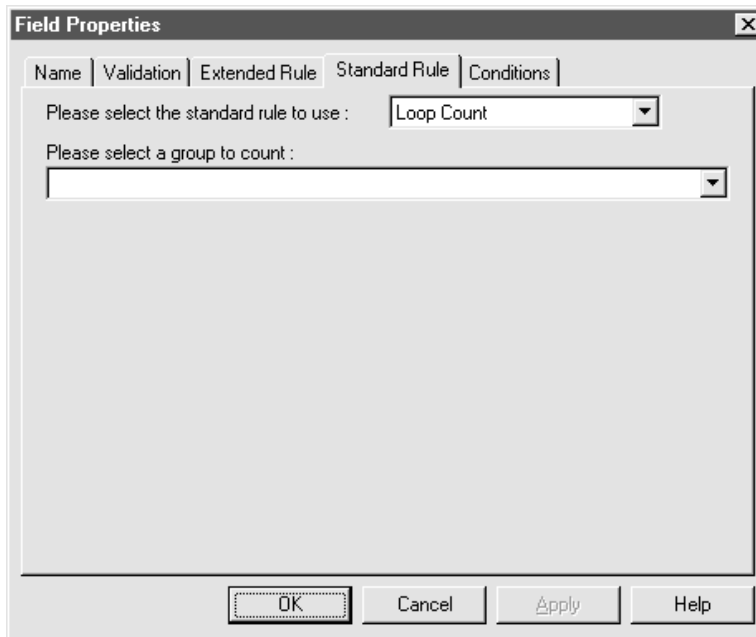 Field Properties
Name Validation Extended Rule Standard Rule Conditions
Please select the standard rule to use : Loop Count
Please select a group to count :
OK Cancel Apply Help